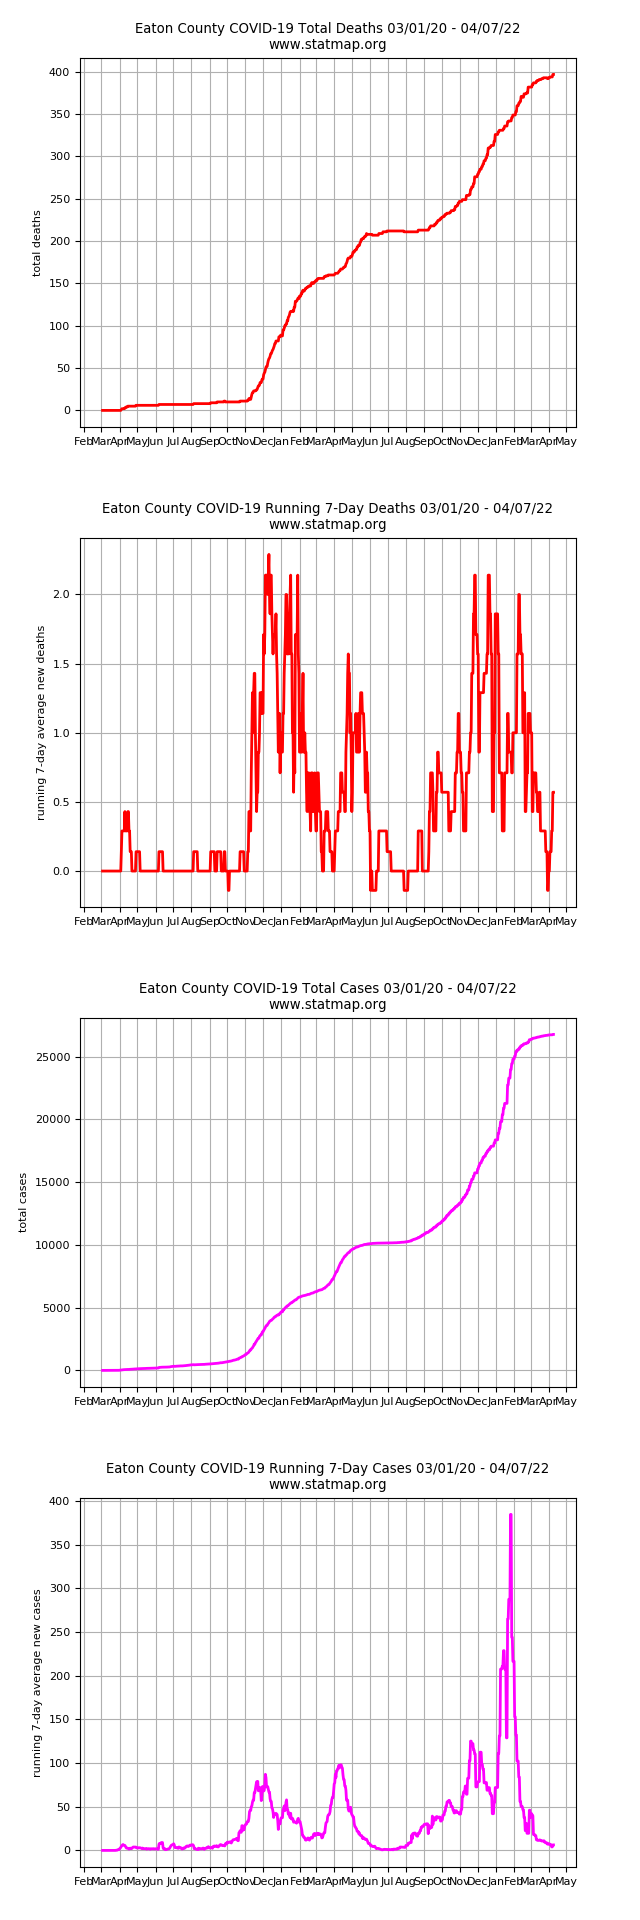 Eaton County COVID-19 Total Deaths 03/01/20 - 04/07/22
www.statmap.org
400
350
300
250
200
150
100
50
0
total deaths
Feb Mar Apr May Jun Jul Aug Sep Oct Nov Dec Jan Feb Mar Apr May Jun Jul Aug Sep Oct Nov Dec Jan Feb Mar Apr May
Eaton County COVID-19 Running 7-Day Deaths 03/01/20 - 04/07/22
www.statmap.org
2.0
1.5
1.0
0.5
0.0
running 7-day average new deaths
Feb Mar Apr May Jun Jul Aug Sep Oct Nov Dec Jan Feb Mar Apr May Jun Jul Aug Sep Oct Nov Dec Jan Feb Mar Apr May
Eaton County COVID-19 Total Cases 03/01/20 - 04/07/22
www.statmap.org
25000
20000
15000
10000
5000
0
total cases
Feb Mar Apr May Jun Jul Aug Sep Oct Nov Dec Jan Feb Mar Apr May Jun Jul Aug Sep Oct Nov Dec Jan Feb Mar Apr May
Eaton County COVID-19 Running 7-Day Cases 03/01/20 - 04/07/22
www.statmap.org
400
350
300
250
200
150
100
50
0
running 7-day average new cases
Feb Mar Apr May Jun Jul Aug Sep Oct Nov Dec Jan Feb Mar Apr May Jun Jul Aug Sep Oct Nov Dec Jan Feb Mar Apr May